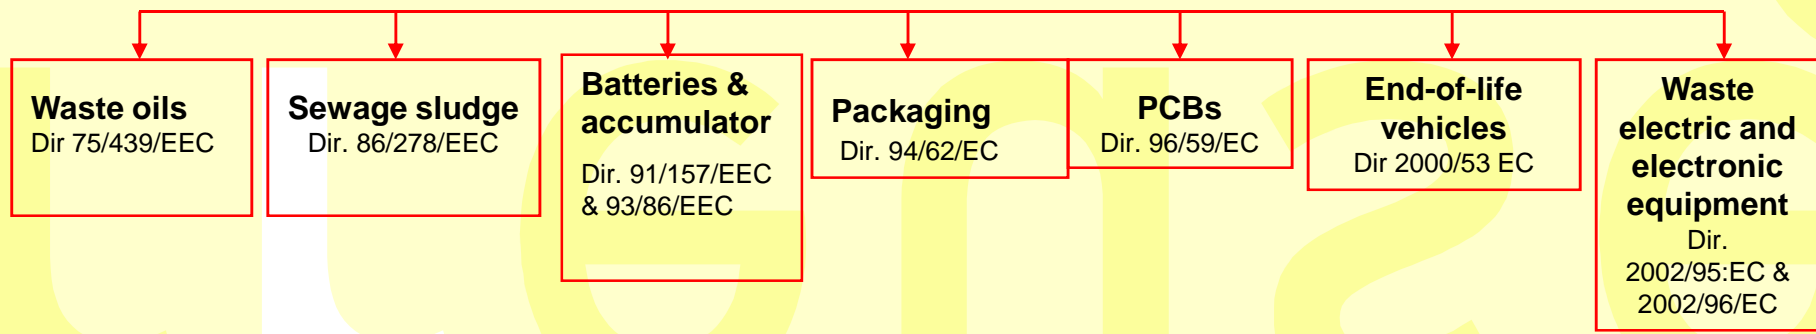 Waste oils
Dir 75/439/EEC
Sewage sludge
Dir. 86/278/EEC
Batteries &
accumulator
Dir. 91/157/EEC
& 93/86/EEC
Packaging
Dir. 94/62/EC
PCBs
Dir. 96/59/EC
End-of-life
vehicles
Dir 2000/53 EC
Waste
electric and
electronic
equipment
Dir.
2002/95:EC &
2002/96/EC